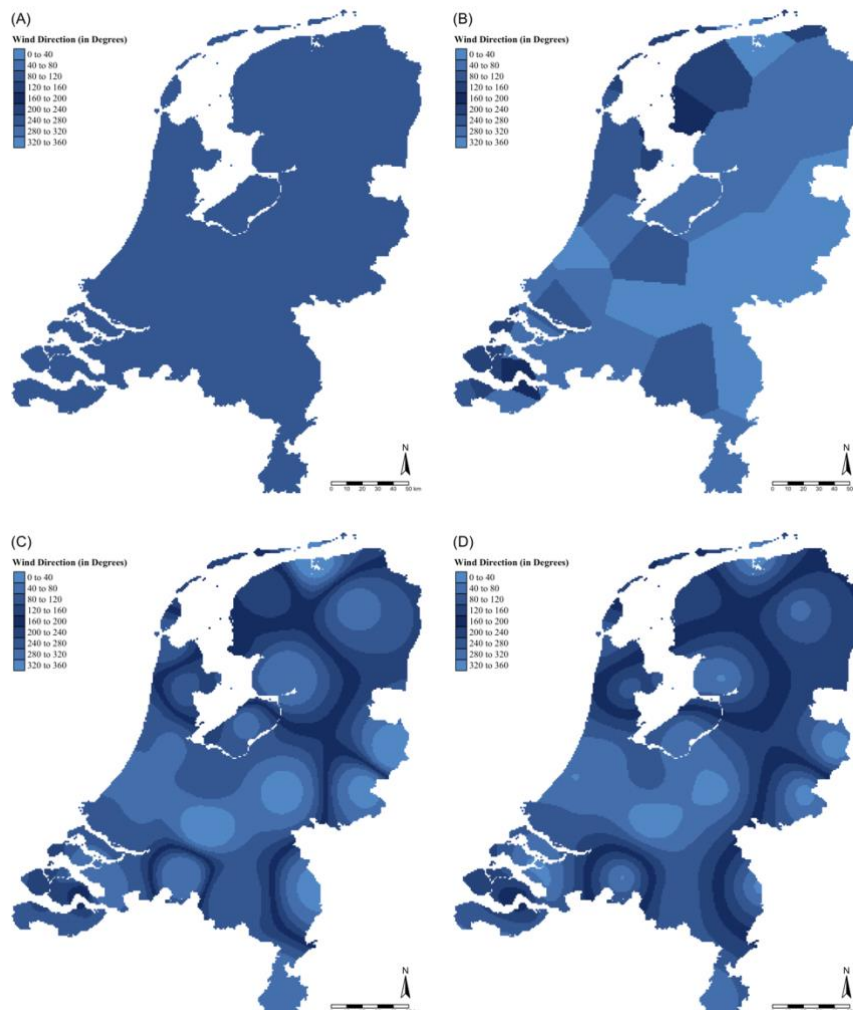 (A)
Wind Direction (in Degrees)
0 to 40
40 to 80
80 to 120
120 to 160
160 to 200
200 to 240
240 to 280
280 to 320
320 to 360
N
0 10 20 30 40 50 km
(B)
Wind Direction (in Degrees)
0 to 40
40 to 80
80 to 120
120 to 160
160 to 200
200 to 240
240 to 280
280 to 320
320 to 360
N
0 10 20 30 40 50
(C)
Wind Direction (in Degrees)
0 to 40
40 to 80
80 to 120
120 to 160
160 to 200
200 to 240
240 to 280
280 to 320
320 to 360
N
(D)
Wind Direction (in Degrees)
0 to 40
40 to 80
80 to 120
120 to 160
160 to 200
200 to 240
240 to 280
280 to 320
320 to 360
N